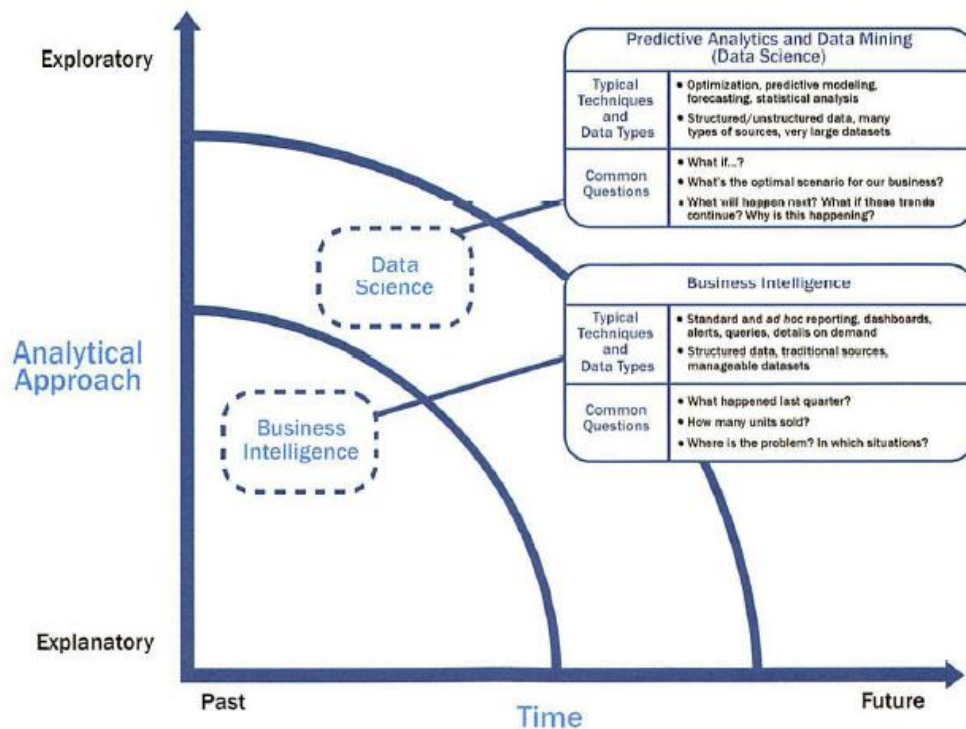 Exploratory
Predictive Analytics and Data Mining
(Data Science)
Typical
Techniques
and
Data Types
• Optimization, predictive modeling,
forecasting, statistical analysis
• Structured/unstructured data, many
types of sources, very large datasets
Common
Questions
• What if...?
• What's the optimal scenario for our business?
• What will happen next? What if these trends
continue? Why is this happening?
Data
Science
Business Intelligence
Typical
Techniques
and
Data Types
• Standard and ad hoc reporting, dashboards,
alerts, queries, details on demand
• Structured data, traditional sources,
manageable datasets
Common
Questions
• What happened last quarter?
• How many units sold?
• Where is the problem? In which situations?
Analytical
Approach
Business
Intelligence
Explanatory
Past
Time
Future